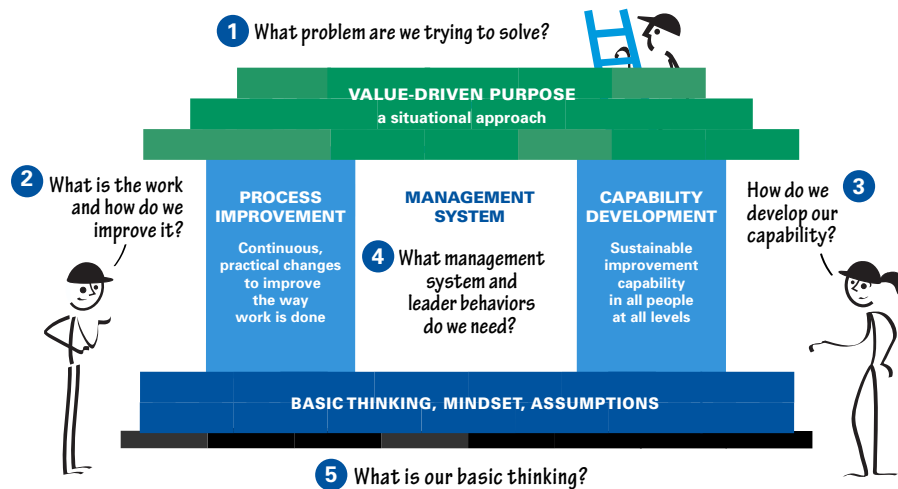 1 What problem are we trying to solve?
VALUE-DRIVEN PURPOSE
a situational approach
2 What is the work
and how do we
improve it?
PROCESS
IMPROVEMENT
Continuous,
practical changes
to improve
the way
work is done
MANAGEMENT
SYSTEM
4 What management
system and
leader behaviors
do we need?
CAPABILITY
DEVELOPMENT
Sustainable
improvement
capability
in all people
at all levels
3
How do we
develop our
capability?
BASIC THINKING, MINDSET, ASSUMPTIONS
5 What is our basic thinking?